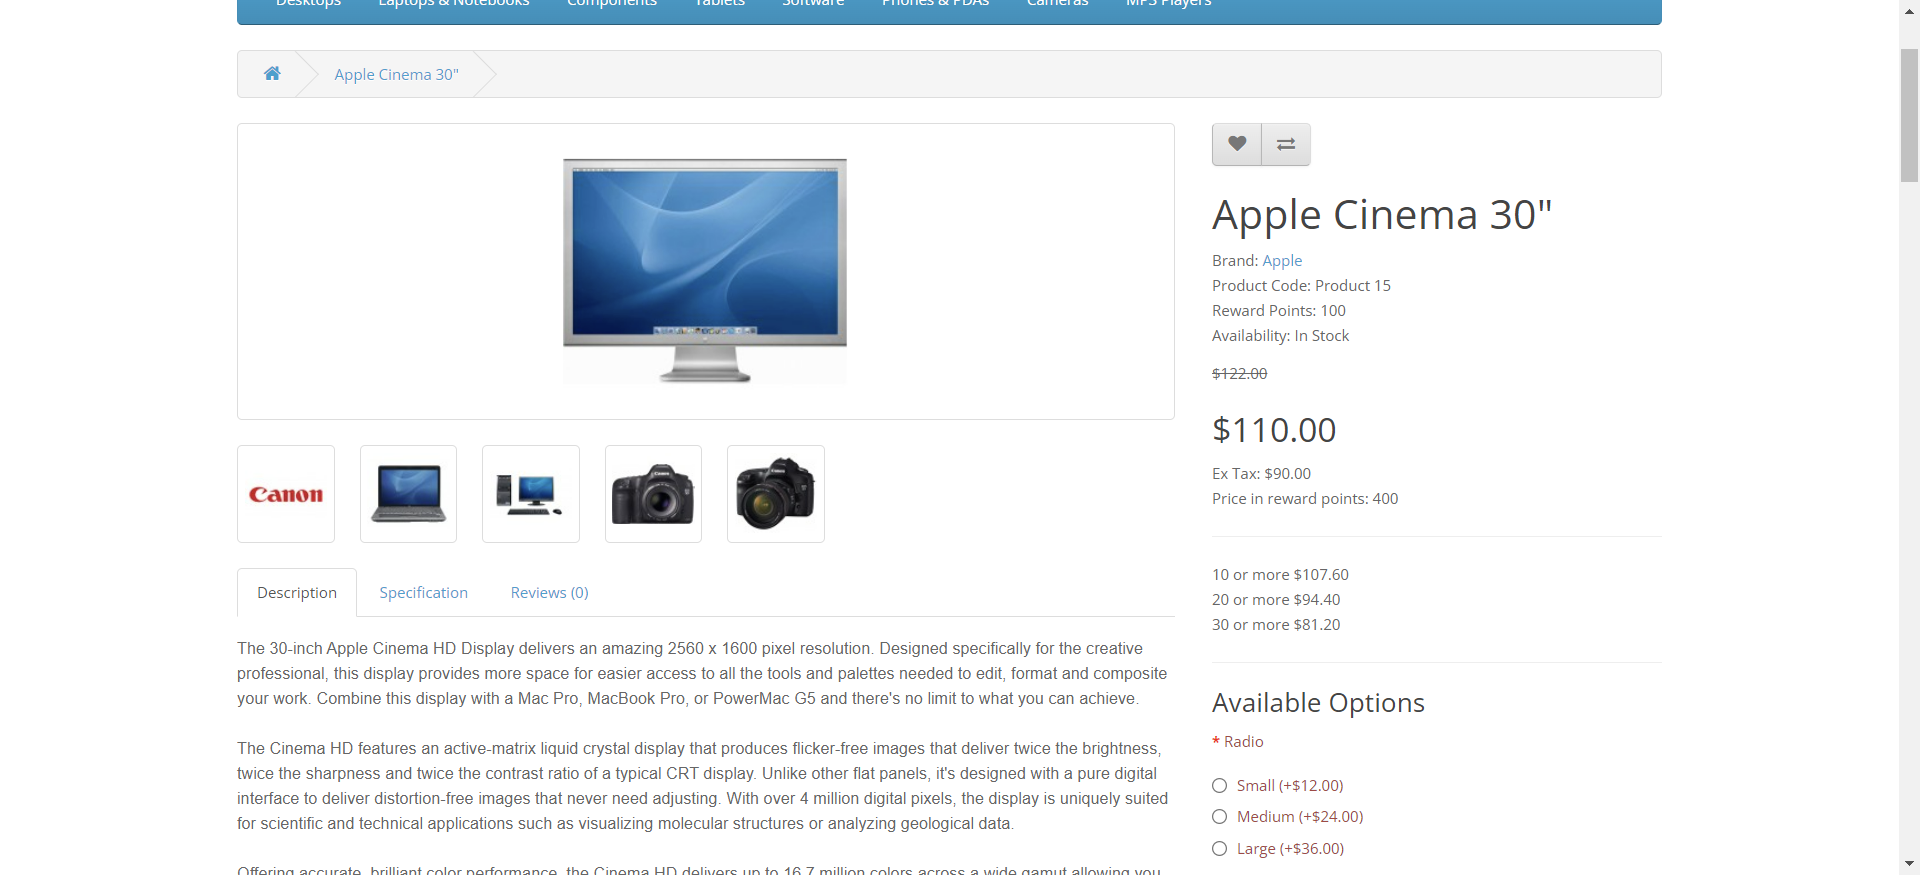 Desktops Laptops & Notebooks Components Tablets Software Phones & PDAs Cameras MP3 Players
Apple Cinema 30"
Apple Cinema 30"
Brand: Apple
Product Code: Product 15
Reward Points: 100
Availability: In Stock
$122.00
$110.00
Ex Tax: $90.00
Price in reward points: 400
10 or more $107.60
20 or more $94.40
30 or more $81.20
Available Options
* Radio
Small (+$12.00)
Medium (+$24.00)
Large (+$36.00)
Canon
Description Specification Reviews (0)
The 30-inch Apple Cinema HD Display delivers an amazing 2560 x 1600 pixel resolution. Designed specifically for the creative
professional, this display provides more space for easier access to all the tools and palettes needed to edit, format and composite
your work. Combine this display with a Mac Pro, MacBook Pro, or PowerMac G5 and there's no limit to what you can achieve.
The Cinema HD features an active-matrix liquid crystal display that produces flicker-free images that deliver twice the brightness,
twice the sharpness and twice the contrast ratio of a typical CRT display. Unlike other flat panels, it's designed with a pure digital
interface to deliver distortion-free images that never need adjusting. With over 4 million digital pixels, the display is uniquely suited
for scientific and technical applications such as visualizing molecular structures or analyzing geological data.
Offering accurate, brilliant color performance, the Cinema HD delivers up to 16.7 million colors across a wide gamut allowing you